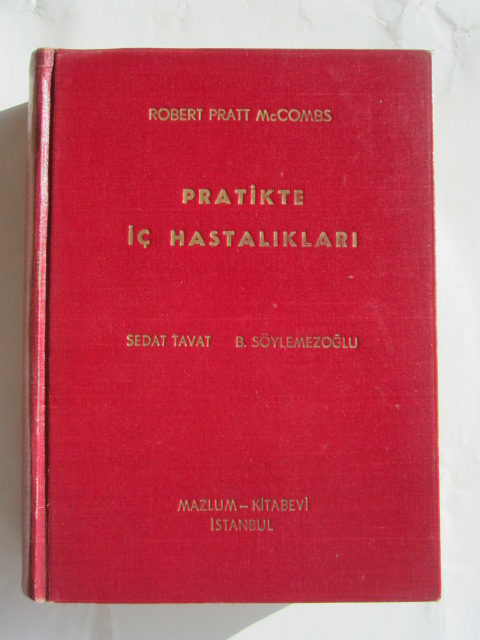 ROBERT PRATT McCOMBS
PRATİKTE
İÇ HASTALIKLARI
SEDAT TAVAT B. SÖYLEMEZOĞLU
MAZLUM – KİTABEVİ
İSTANBUL